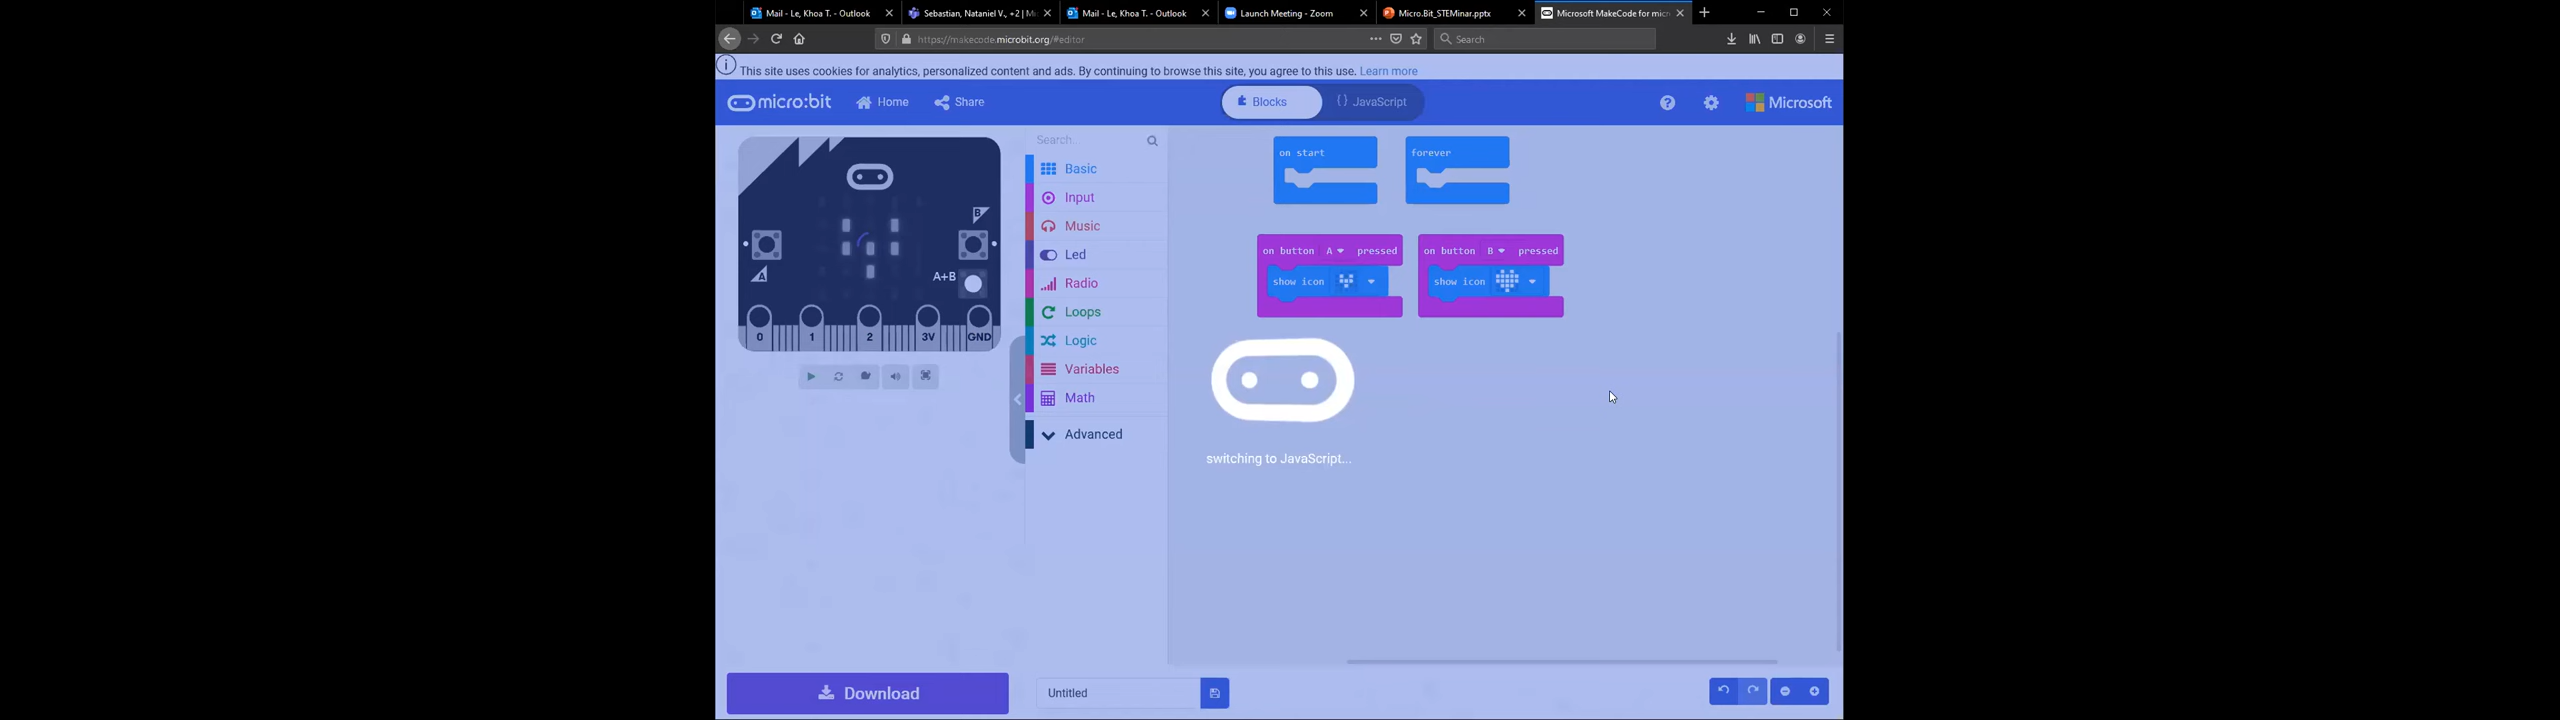 Mail - Le, Khoa T. - Outlook
Sebastian, Nataniel V., +2 | Mi
Mail - Le, Khoa T. - Outlook
Launch Meeting - Zoom
Micro.Bit_STEMinar.pptx
Microsoft MakeCode for micr
https://makecode.microbit.org/#editor
Search
This site uses cookies for analytics, personalized content and ads. By continuing to browse this site, you agree to this use. Learn more
micro:bit
Home
Share
Blocks
{} JavaScript
Microsoft
Search...
Basic
Input
Music
Led
Radio
Loops
Logic
Variables
Math
Advanced
B
A
A+B
0 1 2 3V GND
on start
forever
on button A pressed
show icon
on button B pressed
show icon
switching to JavaScript...
Download
Untitled